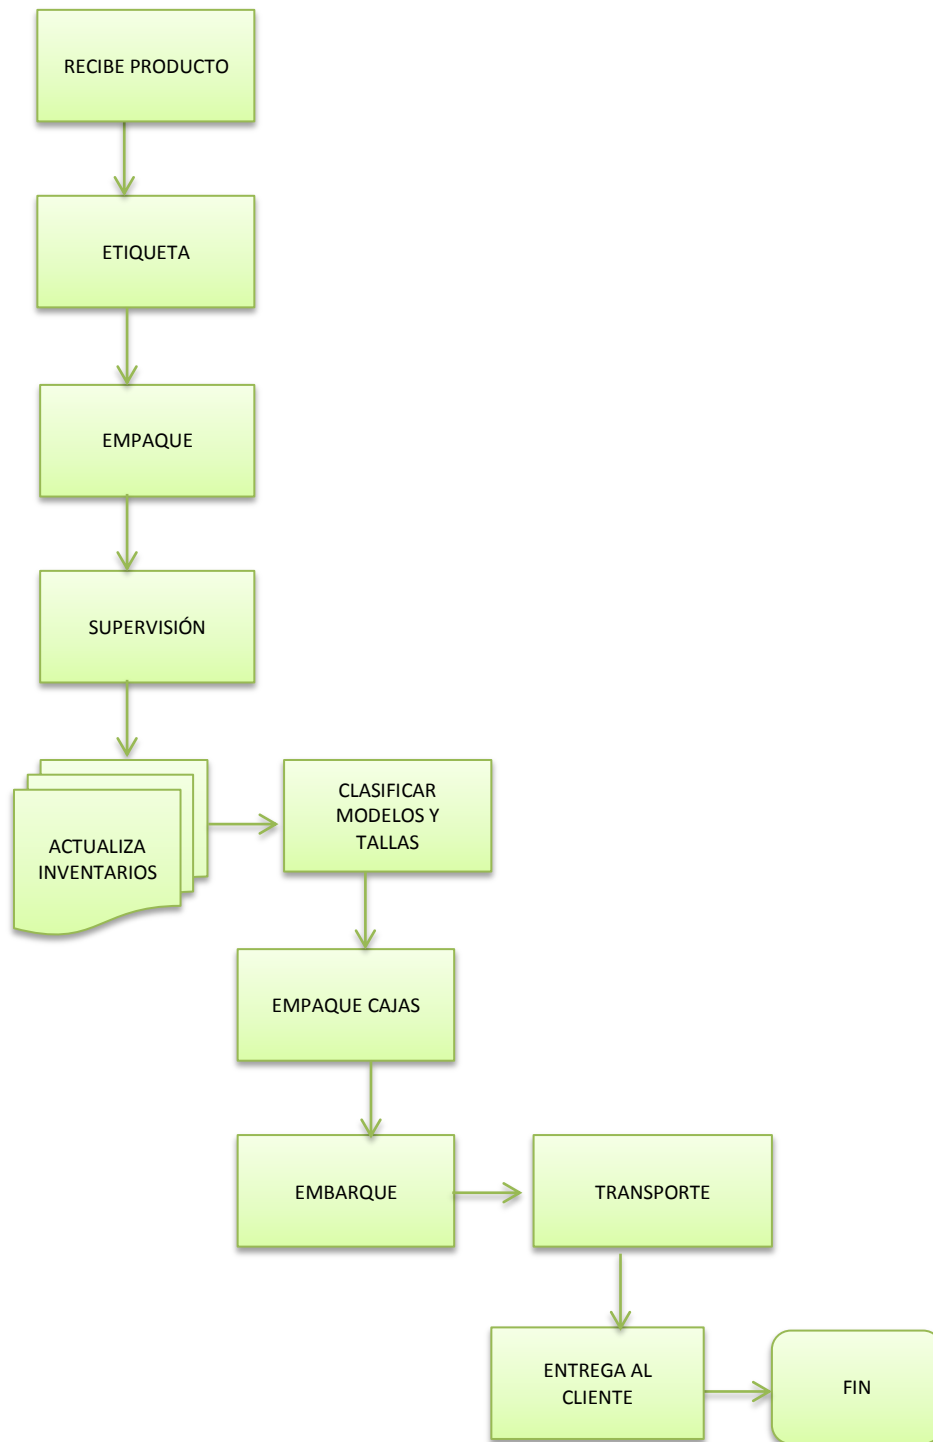 RECIBE PRODUCTO
ETIQUETA
EMPAQUE
SUPERVISIÓN
ACTUALIZA
INVENTARIOS
CLASIFICAR
MODELOS Y
TALLAS
EMPAQUE CAJAS
EMBARQUE
TRANSPORTE
ENTREGA AL
CLIENTE
FIN